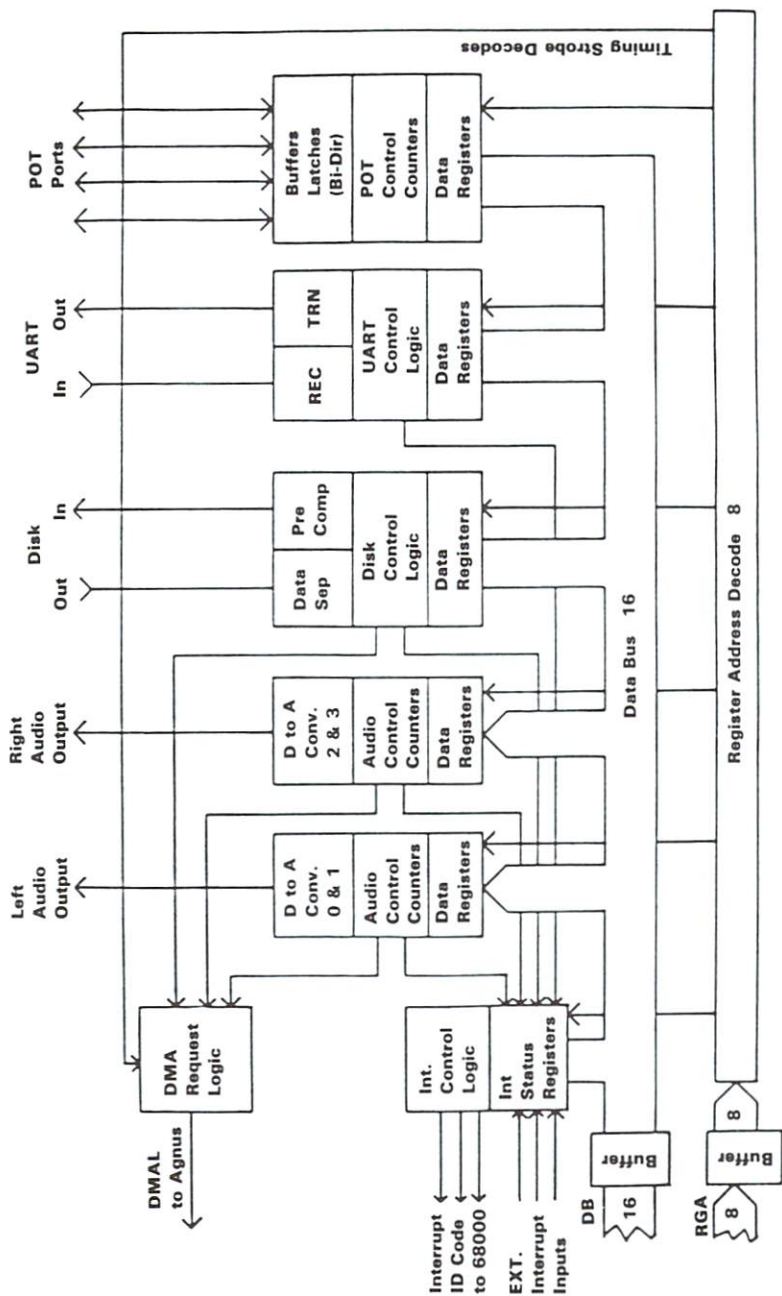 Left
Audio
Output
Right
Audio
Output
Disk
Out
In
UART
In
Out
POT
Ports
DMAL
to Agnus
DMA
Request
Logic
D to A
Conv.
0 & 1
Audio
Control
Counters
Data
Registers
D to A
Conv.
2 & 3
Audio
Control
Counters
Data
Registers
Data
Sep
Pre
Comp
Disk
Control
Logic
Data
Registers
REC
TRN
UART
Control
Logic
Data
Registers
Buffers
Latches
(Bi-Dir)
POT
Control
Counters
Data
Registers
Timing Strobe Decodes
Interrupt
ID Code
to 68000
EXT.
Interrupt
Inputs
Int.
Control
Logic
Int
Status
Registers
DB
16
Buffer
Data Bus 16
RGA
8
Buffer
8
Register Address Decode 8